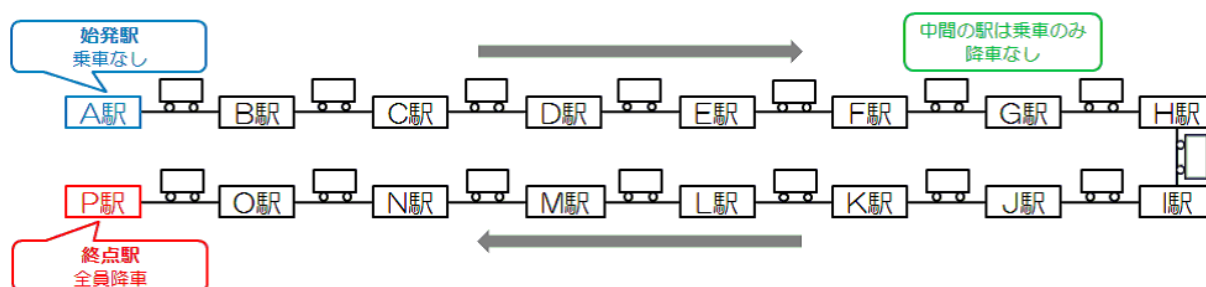 始発駅
乗車なし
中間の駅は乗車のみ
降車なし
A駅 B駅 C駅 D駅 E駅 F駅 G駅 H駅
P駅 O駅 N駅 M駅 L駅 K駅 J駅 I駅
終点駅
全員降車